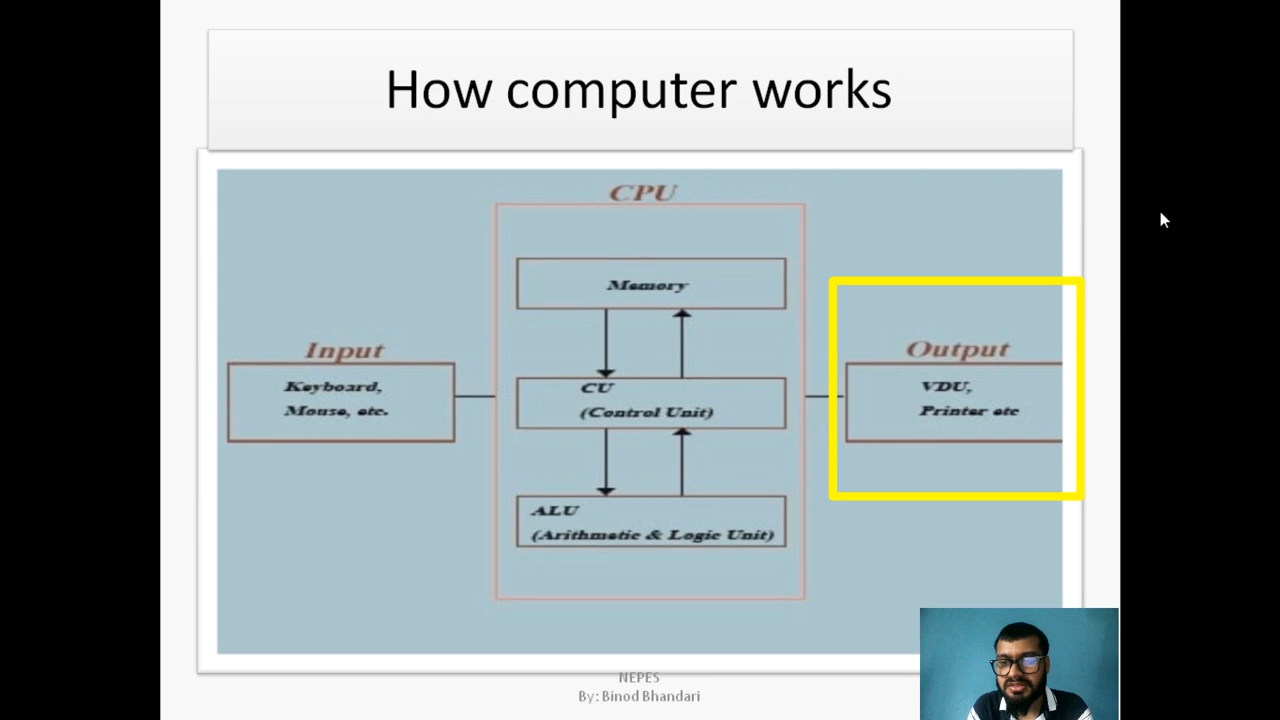 How computer works
CPU
Memory
Input
Keyboard,
Mouse, etc.
CU
(Control Unit)
Output
VDU,
Printer etc
ALU
(Arithmetic & Logic Unit)
NEPES
By: Binod Bhandari